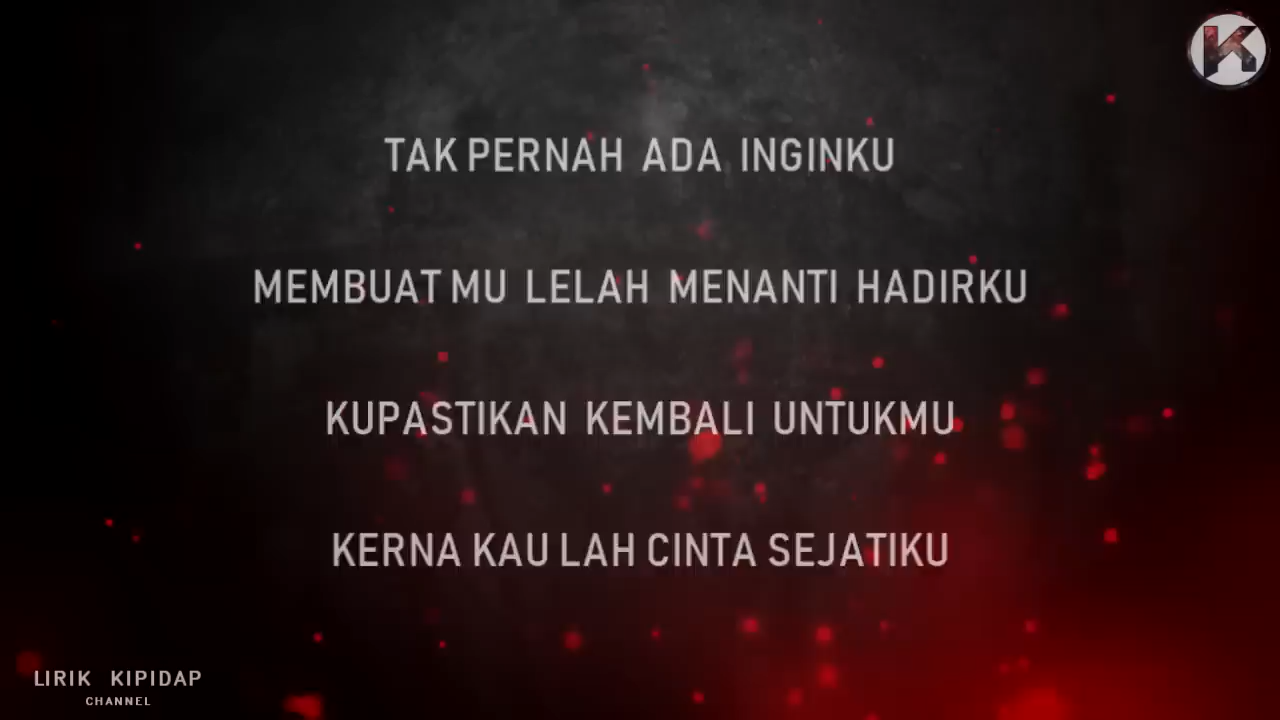 K
TAK PERNAH ADA INGINKU
MEMBUAT MU LELAH MENANTI HADIRKU
KUPASTIKAN KEMBALI UNTUKMU
KERNA KAU LAH CINTA SEJATIKU
LIRIK KIPIDAP
CHANNEL